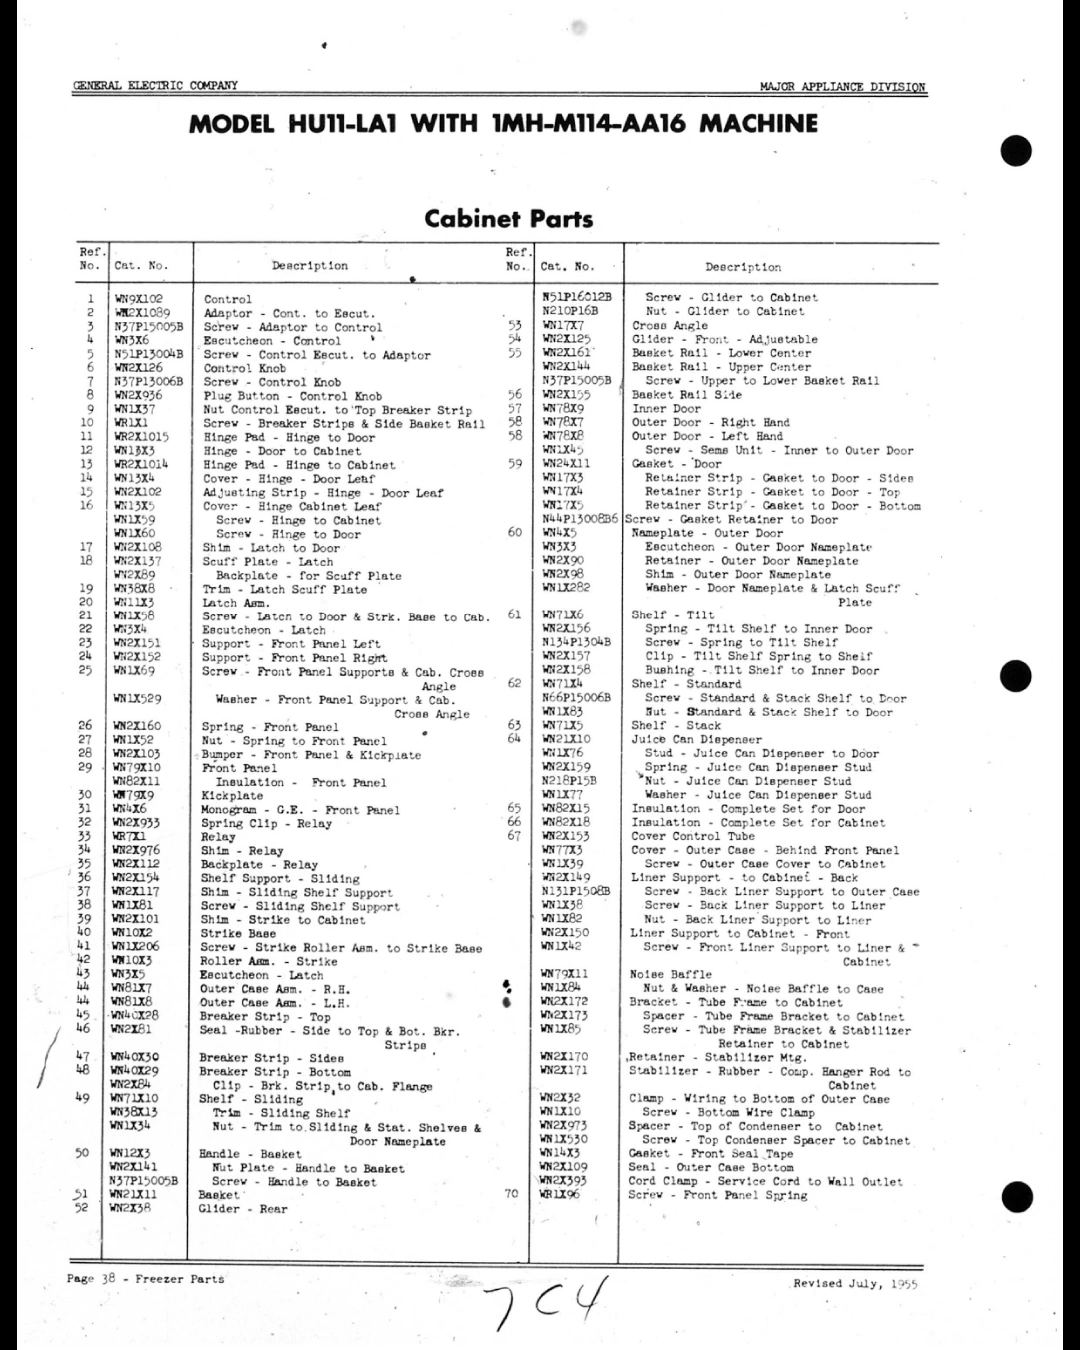 GENERAL ELECTRIC COMPANY
MAJOR APPLIANCE DIVISION
MODEL HU11-LA1 WITH 1MH-M114-AA16 MACHINE
Cabinet Parts
Ref. No. Cat. No. Description
1 WN9X102 Control
2 WN2X1089 Adaptor - Cont. to Escut.
3 N37P15005B Screw - Adaptor to Control
4 WN3X6 Escutcheon - Control
5 N51P13004B Screw - Control Escut. to Adaptor
6 WN2X126 Control Knob
7 N37P13006B Screw - Control Knob
8 WN2X936 Plug Button - Control Knob
9 WN1X37 Nut Control Escut. to Top Breaker Strip
10 WR1X1 Screw - Breaker Strips & Side Basket Rail
11 WR2X1015 Hinge Pad - Hinge to Door
12 WN13X3 Hinge - Door to Cabinet
13 WR2X1014 Hinge Pad - Hinge to Cabinet
14 WN13X4 Cover - Hinge - Door Leaf
15 WN2X102 Adjusting Strip - Hinge - Door Leaf
16 WN13X5 Cover - Hinge Cabinet Leaf
WN1X59 Screw - Hinge to Cabinet
WN1X60 Screw - Hinge to Door
17 WN2X108 Shim - Latch to Door
18 WN2X137 Scuff Plate - Latch
WN2X89 Backplate - for Scuff Plate
19 WN38X8 Trim - Latch Scuff Plate
20 WN11X3 Latch Asm.
21 WN1X58 Screw - Latch to Door & Strk. Base to Cab.
22 WN3X4 Escutcheon - Latch
23 WN2X151 Support - Front Panel Left
24 WN2X152 Support - Front Panel Right
25 WN1X69 Screw - Front Panel Supports & Cab. Cross
Angle
WN1X529 Washer - Front Panel Support & Cab.
Cross Angle
26 WN2X160 Spring - Front Panel
27 WN1X52 Nut - Spring to Front Panel
28 WN2X103 Bumper - Front Panel & Kickplate
29 WN79X10 Front Panel
WN82X11 Insulation - Front Panel
30 WN79X9 Kickplate
31 WN4X6 Monogram - G.E. - Front Panel
32 WN2X933 Spring Clip - Relay
33 WR7X1 Relay
34 WN2X976 Shim - Relay
35 WN2X112 Backplate - Relay
36 WN2X154 Shelf Support - Sliding
37 WN2X117 Shim - Sliding Shelf Support
38 WN1X81 Screw - Sliding Shelf Support
39 WN2X101 Shim - Strike to Cabinet
40 WN10X2 Strike Base
41 WN1X206 Screw - Strike Roller Asm. to Strike Base
42 WN10X3 Roller Asm. - Strike
43 WN3X5 Escutcheon - Latch
44 WN81X7 Outer Case Asm. - R.H.
44 WN81X8 Outer Case Asm. - L.H.
45 WN40X28 Breaker Strip - Top
46 WN2X81 Seal -Rubber - Side to Top & Bot. Bkr.
Strips
47 WN40X30 Breaker Strip - Sides
48 WN40X29 Breaker Strip - Bottom
WN2X84 Clip - Brk. Strip to Cab. Flange
49 WN71X10 Shelf - Sliding
WN38X13 Trim - Sliding Shelf
WN1X34 Nut - Trim to Sliding & Stat. Shelves &
Door Nameplate
50 WN12X3 Handle - Basket
WN2X141 Nut Plate - Handle to Basket
N37P15005B Screw - Handle to Basket
51 WN21X11 Basket
52 WN2X38 Glider - Rear
Ref. No. Cat. No. Description
N51P16012B Screw - Glider to Cabinet
N210P16B Nut - Glider to Cabinet
53 WN17X7 Cross Angle
54 WN2X125 Glider - Front - Adjustable
55 WN2X161 Basket Rail - Lower Center
WN2X144 Basket Rail - Upper Center
N37P15005B Screw - Upper to Lower Basket Rail
56 WN2X155 Basket Rail Side
57 WN78X9 Inner Door
58 WN78X7 Outer Door - Right Hand
58 WN78X8 Outer Door - Left Hand
WN1X45 Screw - Sems Unit - Inner to Outer Door
59 WN24X11 Gasket - Door
WN17X3 Retainer Strip - Gasket to Door - Sides
WN17X4 Retainer Strip - Gasket to Door - Top
WN17X5 Retainer Strip - Gasket to Door - Bottom
N44P13008B6 Screw - Gasket Retainer to Door
60 WN4X5 Nameplate - Outer Door
WN3X3 Escutcheon - Outer Door Nameplate
WN2X90 Retainer - Outer Door Nameplate
WN2X98 Shim - Outer Door Nameplate
WN1X282 Washer - Door Nameplate & Latch Scuff
Plate
61 WN71X6 Shelf - Tilt
WN2X156 Spring - Tilt Shelf to Inner Door
N134P1304B Screw - Spring to Tilt Shelf
WN2X157 Clip - Tilt Shelf Spring to Shelf
WN2X158 Bushing - Tilt Shelf to Inner Door
62 WN71X4 Shelf - Standard
N66P15006B Screw - Standard & Stack Shelf to Door
WN1X83 Nut - Standard & Stack Shelf to Door
63 WN71X5 Shelf - Stack
64 WN21X10 Juice Can Dispenser
WN1X76 Stud - Juice Can Dispenser to Door
WN2X159 Spring - Juice Can Dispenser Stud
N218P15B Nut - Juice Can Dispenser Stud
WN1X77 Washer - Juice Can Dispenser Stud
65 WN82X15 Insulation - Complete Set for Door
66 WN82X18 Insulation - Complete Set for Cabinet
67 WN2X153 Cover Control Tube
WN77X3 Cover - Outer Case - Behind Front Panel
WN1X39 Screw - Outer Case Cover to Cabinet
WN2X149 Liner Support - to Cabinet - Back
N131P1508B Screw - Back Liner Support to Outer Case
WN1X38 Screw - Back Liner Support to Liner
WN1X82 Nut - Back Liner Support to Liner
WN2X150 Liner Support to Cabinet - Front
WN1X42 Screw - Front Liner Support to Liner &
Cabinet
WN79X11 Noise Baffle
WN1X84 Nut & Washer - Noise Baffle to Case
WN2X172 Bracket - Tube Frame to Cabinet
WN2X173 Spacer - Tube Frame Bracket to Cabinet
WN1X85 Screw - Tube Frame Bracket & Stabilizer
Retainer to Cabinet
WN2X170 Retainer - Stabilizer Mtg.
WN2X171 Stabilizer - Rubber - Comp. Hanger Rod to
Cabinet
WN2X32 Clamp - Wiring to Bottom of Outer Case
WN1X10 Screw - Bottom Wire Clamp
WN2X973 Spacer - Top of Condenser to Cabinet
WN1X530 Screw - Top Condenser Spacer to Cabinet
WN14X3 Gasket - Front Seal Tape
WN2X109 Seal - Outer Case Bottom
WN2X393 Cord Clamp - Service Cord to Wall Outlet
70 WR1X96 Screw - Front Panel Spring
Page 38 - Freezer Parts
Revised July, 1955
7C4